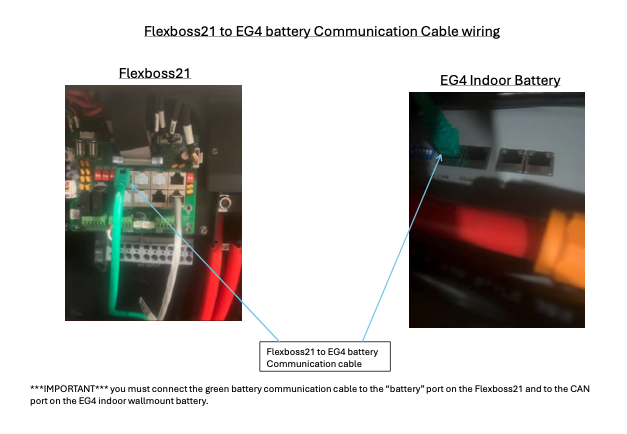 Flexboss21 to EG4 battery Communication Cable wiring
Flexboss21
EG4 Indoor Battery
Flexboss21 to EG4 battery
Communication cable
***IMPORTANT*** you must connect the green battery communication cable to the “battery” port on the Flexboss21 and to the CAN
port on the EG4 indoor wallmount battery.